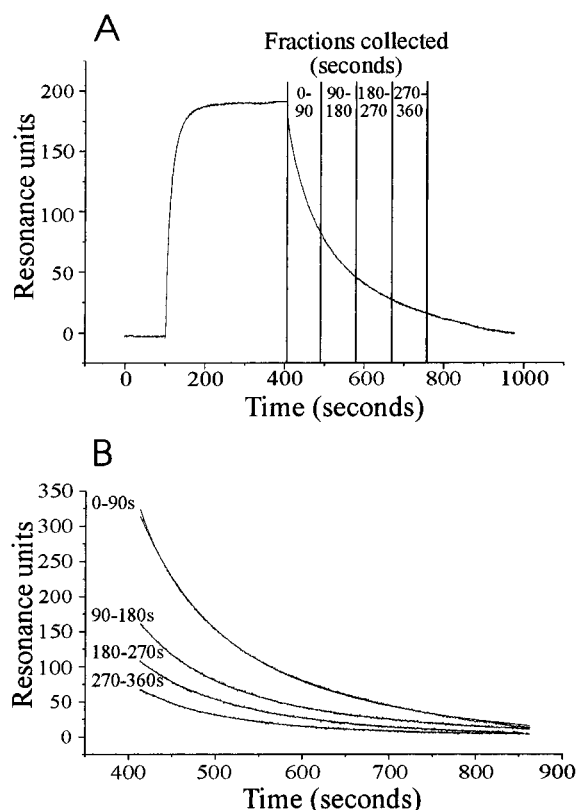 A
Fractions collected
(seconds)
0-
90
90-
180
180-
270
270-
360
200
150
100
50
0
Resonance units
0
200
400
600
800
1000
Time (seconds)
B
350
300
250
200
150
100
50
0
Resonance units
0-90s
90-180s
180-270s
270-360s
400
500
600
700
800
900
Time (seconds)